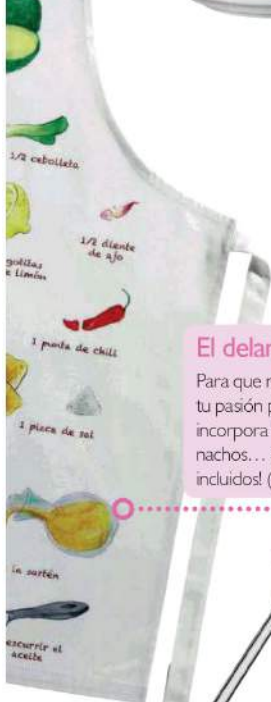 1/2 cebolleta
1/2 diente
de ajo
gotitas
limón
1 punta de chili
1 pizca de sal
El delan
Para que n
tu pasión p
incorpora
nachos...
incluidos! (
la sartén
escurrir el
aceite